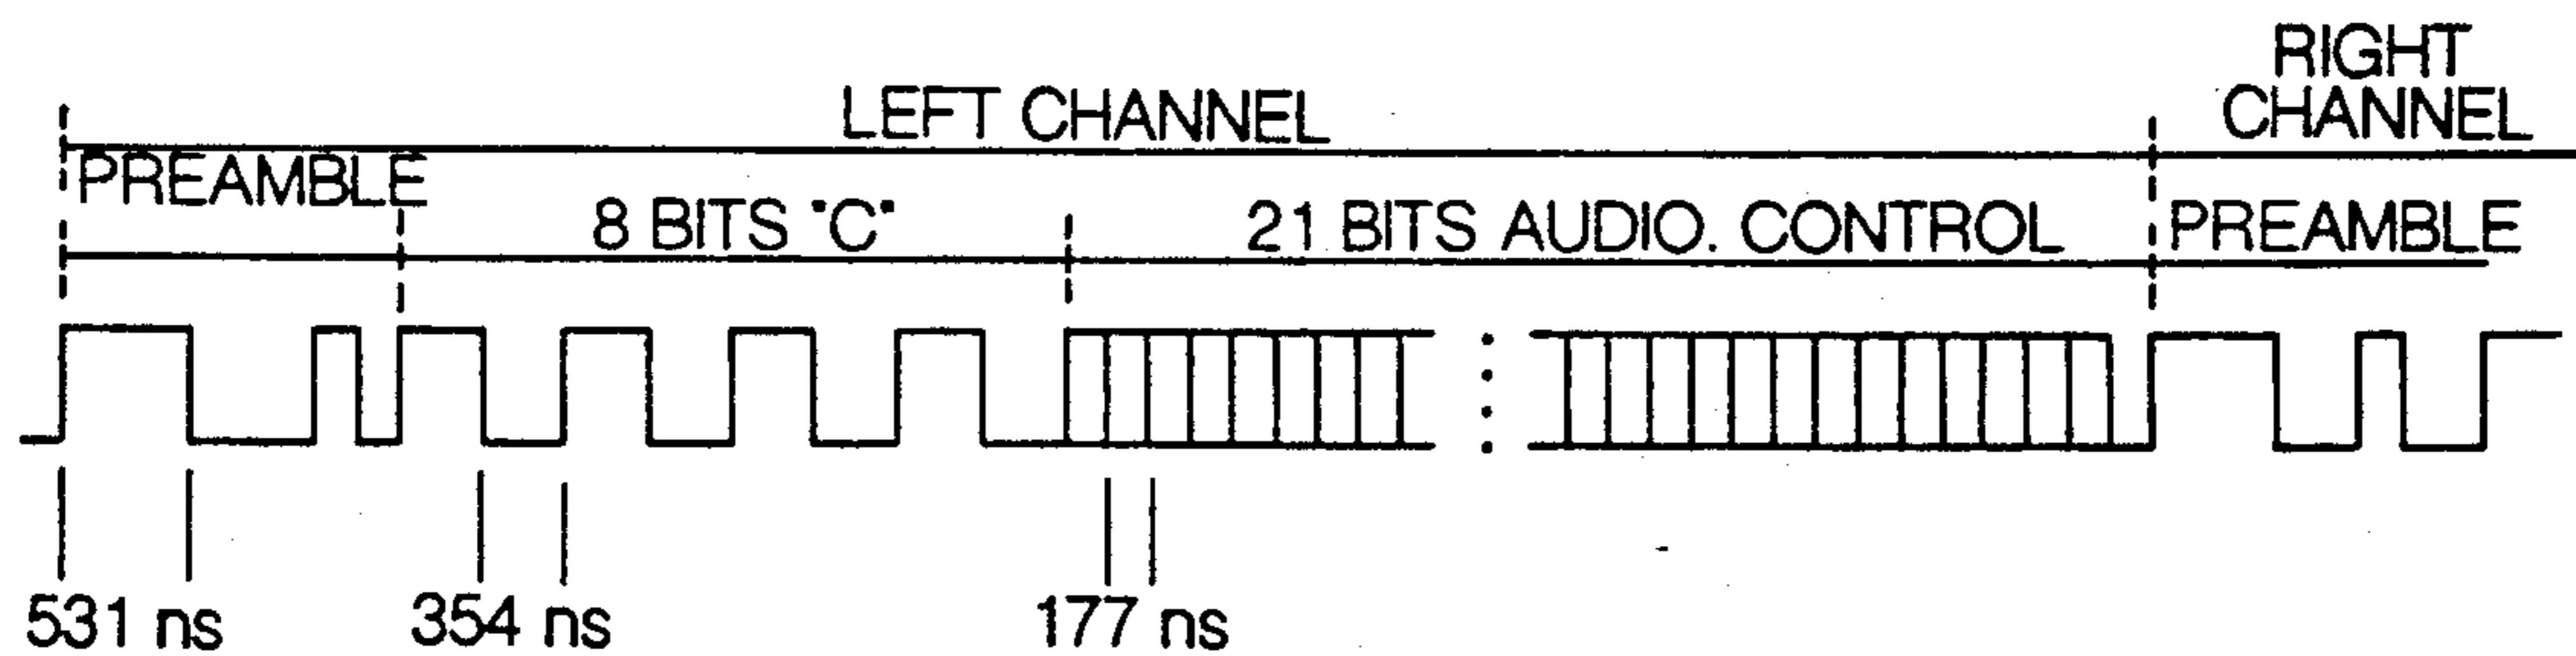 RIGHT
LEFT CHANNEL CHANNEL
PREAMBLE
8 BITS "C" 21 BITS AUDIO. CONTROL PREAMBLE
531 ns 354 ns 177 ns